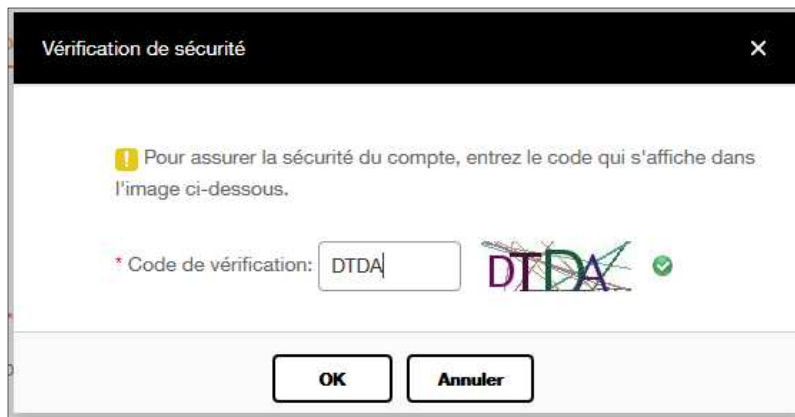 Vérification de sécurité
! Pour assurer la sécurité du compte, entrez le code qui s'affiche dans
l'image ci-dessous.
* Code de vérification: DTDA DTDA
OK Annuler